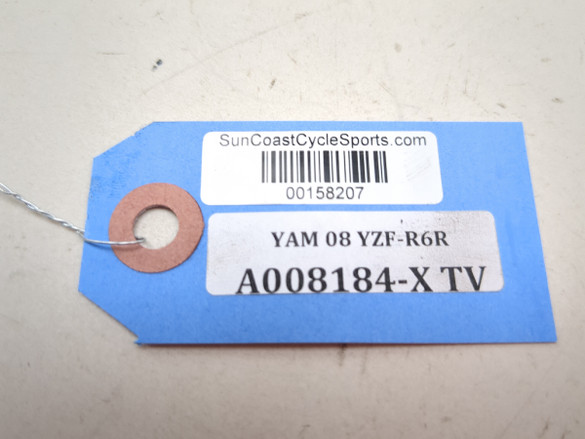 SunCoastCycleSports.com
00158207
YAM 08 YZF-R6R
A008184-X TV